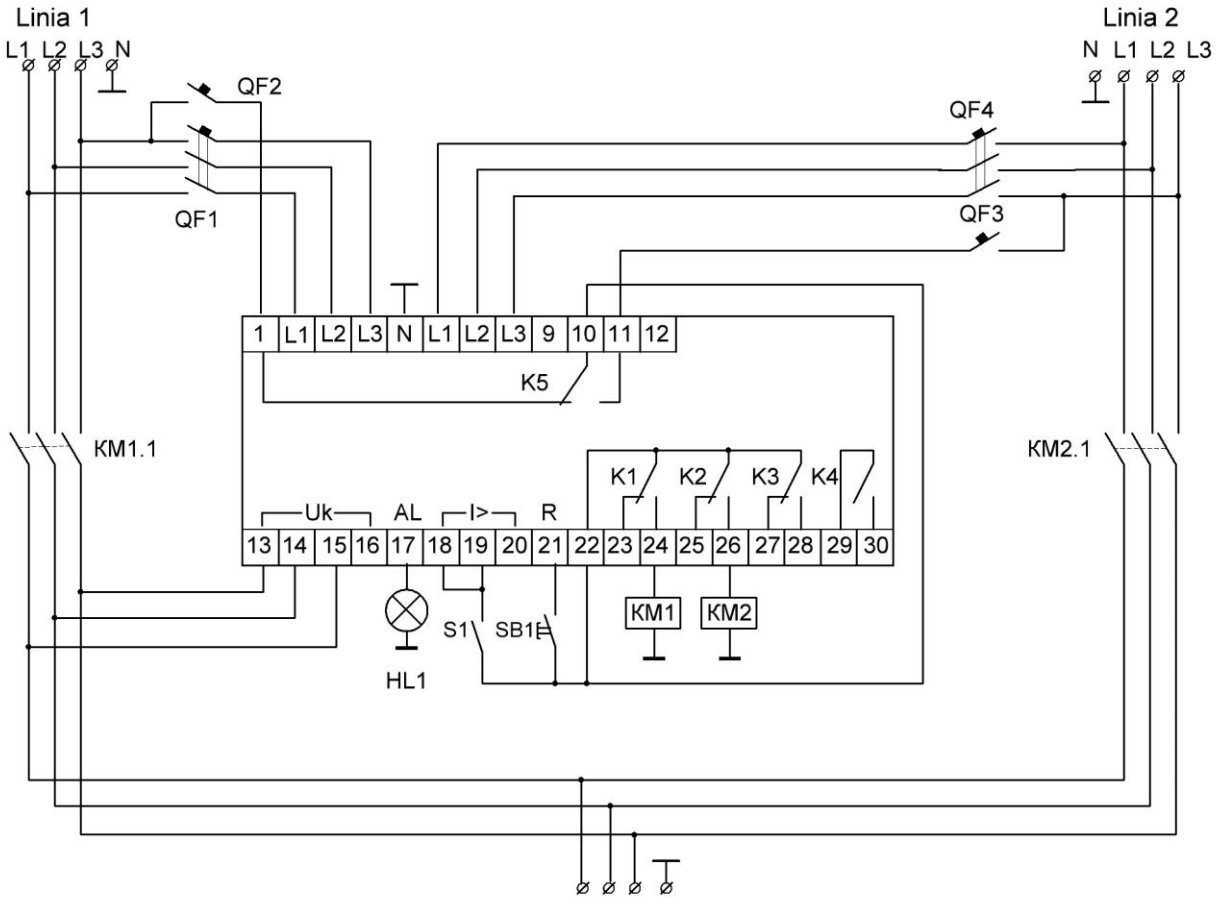 Linia 1
Linia 2
L1 L2 L3 N
N L1 L2 L3
QF2
QF4
QF1
QF3
1 L1 L2 L3 N L1 L2 L3 9 10 11 12
K5
KM1.1
KM2.1
K1 K2 K3 K4
Uk AL I> R
13 14 15 16 17 18 19 20 21 22 23 24 25 26 27 28 29 30
S1 SB1 KM1 KM2
HL1